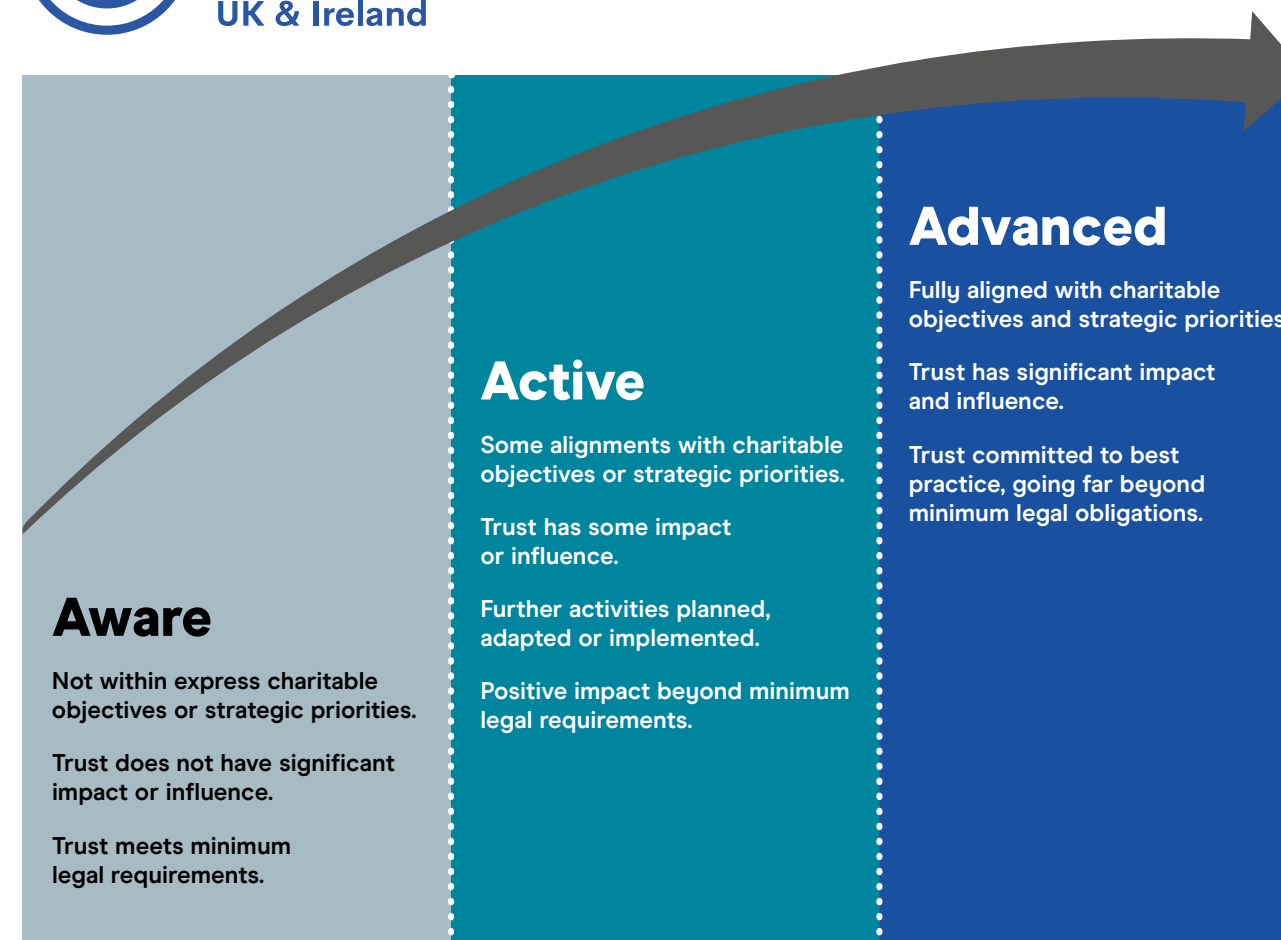 UK & Ireland
Aware
Not within express charitable
objectives or strategic priorities.
Trust does not have significant
impact or influence.
Trust meets minimum
legal requirements.
Active
Some alignments with charitable
objectives or strategic priorities.
Trust has some impact
or influence.
Further activities planned,
adapted or implemented.
Positive impact beyond minimum
legal requirements.
Advanced
Fully aligned with charitable
objectives and strategic priorities
Trust has significant impact
and influence.
Trust committed to best
practice, going far beyond
minimum legal obligations.